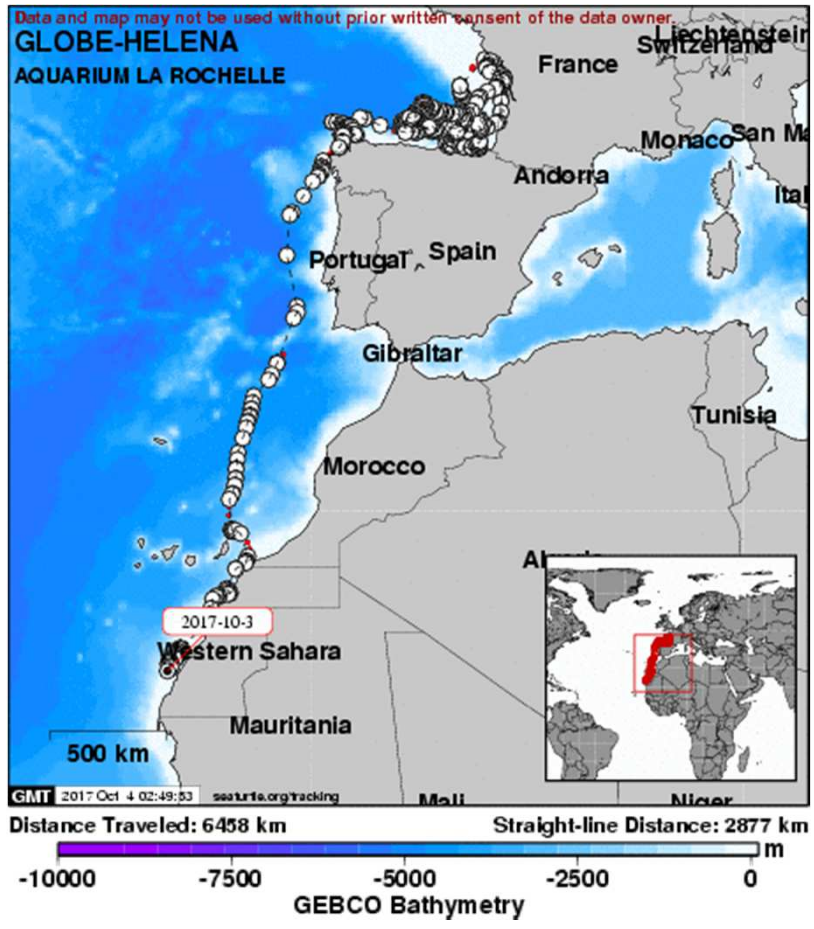 Data and map may not be used without prior written consent of the data owner.
GLOBE-HELENA
AQUARIUM LA ROCHELLE
Liechtenstein
Switzerland
France
Monaco
San Ma
Andorra
Ital
Portugal
Spain
Gibraltar
Tunisia
Morocco
2017-10-3
Western Sahara
Mauritania
500 km
Mali
Niger
GMT 2017 Oct 4 02:49:53 seaturtle.org/tracking
Distance Traveled: 6458 km Straight-line Distance: 2877 km
m
-10000 -7500 -5000 -2500 0
GEBCO Bathymetry